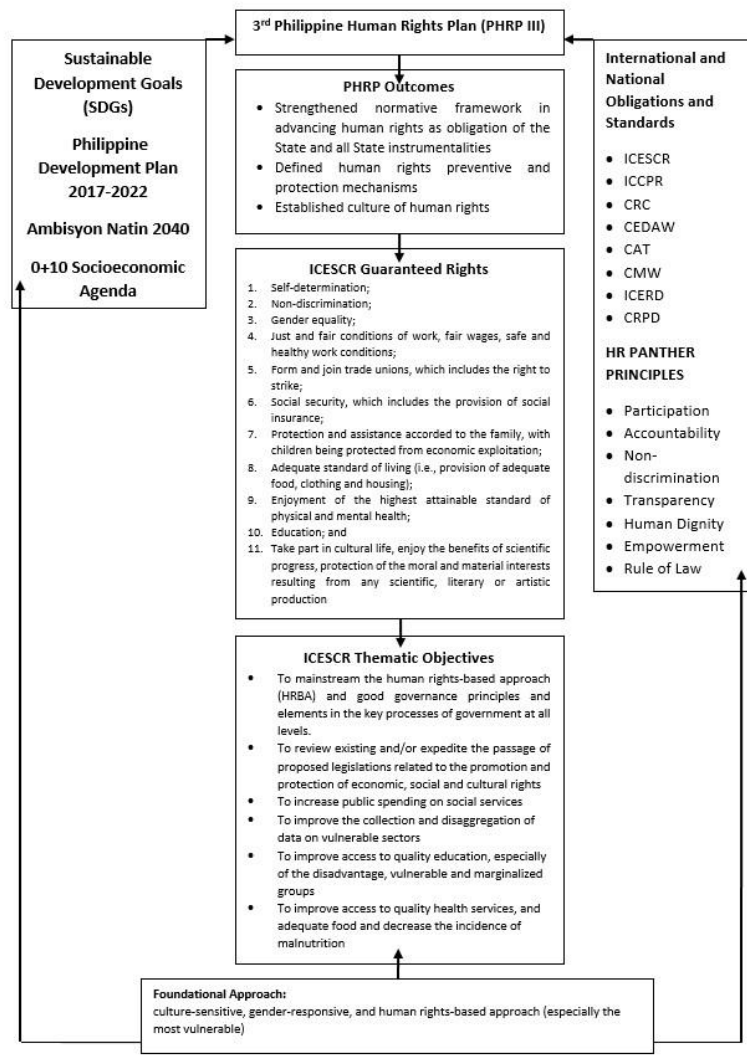 3rd Philippine Human Rights Plan (PHRP III)
Sustainable
Development Goals
(SDGs)
Philippine
Development Plan
2017-2022
Ambisyon Natin 2040
0+10 Socioeconomic
Agenda
PHRP Outcomes
• Strengthened normative framework in
advancing human rights as obligation of the
State and all State instrumentalities
• Defined human rights preventive and
protection mechanisms
• Established culture of human rights
ICESCR Guaranteed Rights
1. Self-determination;
2. Non-discrimination;
3. Gender equality;
4. Just and fair conditions of work, fair wages, safe and
healthy work conditions;
5. Form and join trade unions, which includes the right to
strike;
6. Social security, which includes the provision of social
insurance;
7. Protection and assistance accorded to the family, with
children being protected from economic exploitation;
8. Adequate standard of living (i.e., provision of adequate
food, clothing and housing);
9. Enjoyment of the highest attainable standard of
physical and mental health;
10. Education; and
11. Take part in cultural life, enjoy the benefits of scientific
progress, protection of the moral and material interests
resulting from any scientific, literary or artistic
production
ICESCR Thematic Objectives
• To mainstream the human rights-based approach
(HRBA) and good governance principles and
elements in the key processes of government at all
levels.
• To review existing and/or expedite the passage of
proposed legislations related to the promotion and
protection of economic, social and cultural rights
• To increase public spending on social services
• To improve the collection and disaggregation of
data on vulnerable sectors
• To improve access to quality education, especially
of the disadvantage, vulnerable and marginalized
groups
• To improve access to quality health services, and
adequate food and decrease the incidence of
malnutrition
International and
National
Obligations and
Standards
• ICESCR
• ICCPR
• CRC
• CEDAW
• CAT
• CMW
• ICERD
• CRPD
HR PANTHER
PRINCIPLES
• Participation
• Accountability
• Non-
discrimination
• Transparency
• Human Dignity
• Empowerment
• Rule of Law
Foundational Approach:
culture-sensitive, gender-responsive, and human rights-based approach (especially the
most vulnerable)